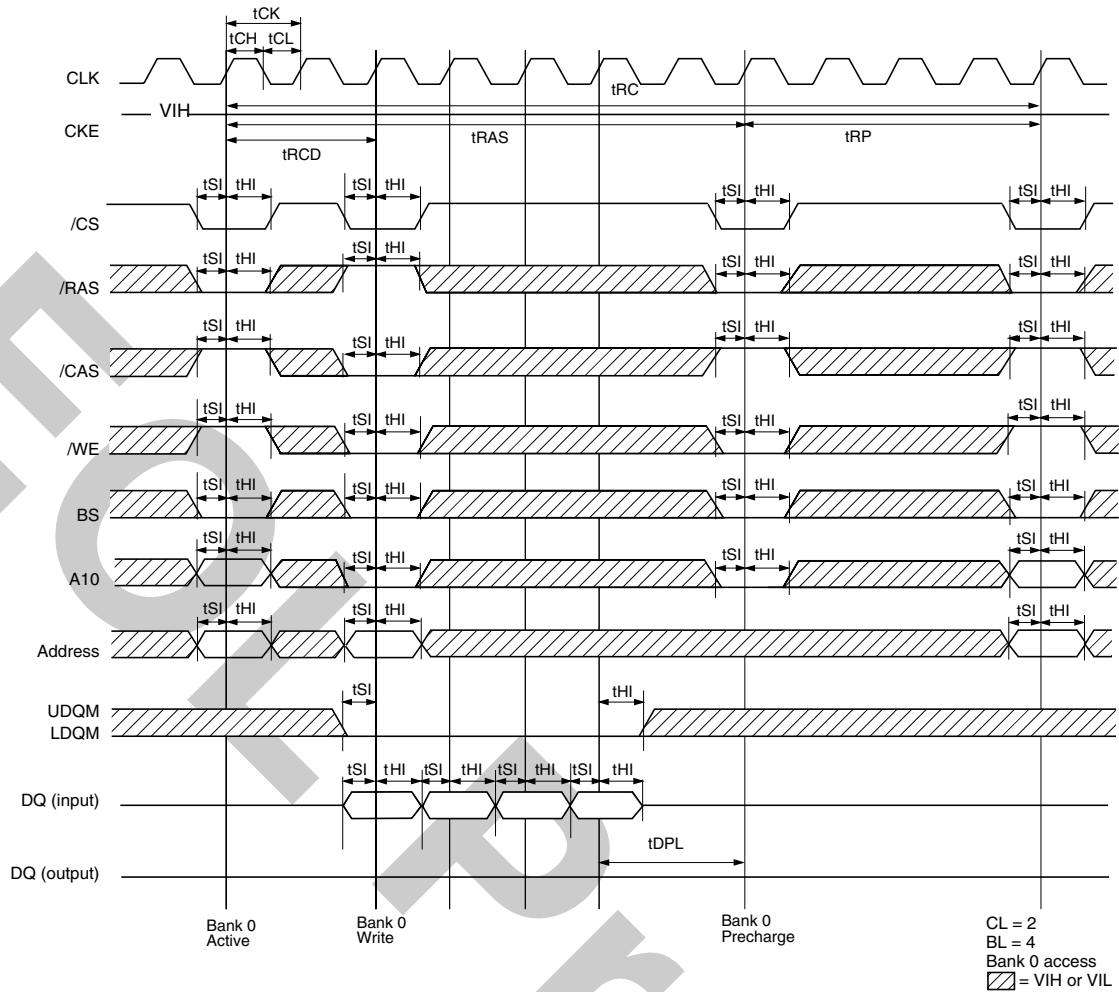 tCK
tCH tCL
CLK
tRC
VIH
CKE
tRAS tRP
tRCD
tSI tHI tSI tHI tSI tHI tSI tHI
/CS
tSI tHI
tSI tHI tSI tHI tSI tHI
/RAS
tSI tHI tSI tHI tSI tHI tSI tHI
/CAS
tSI tHI tSI tHI tSI tHI tSI tHI
/WE
tSI tHI tSI tHI tSI tHI tSI tHI
BS
tSI tHI tSI tHI tSI tHI tSI tHI
A10
tSI tHI tSI tHI tSI tHI
Address
tSI tHI
UDQM
LDQM
tSI tHI tSI tHI tSI tHI tSI tHI
DQ (input)
tDPL
DQ (output)
Bank 0
Active
Bank 0
Write
Bank 0
Precharge
CL = 2
BL = 4
Bank 0 access
= VIH or VIL